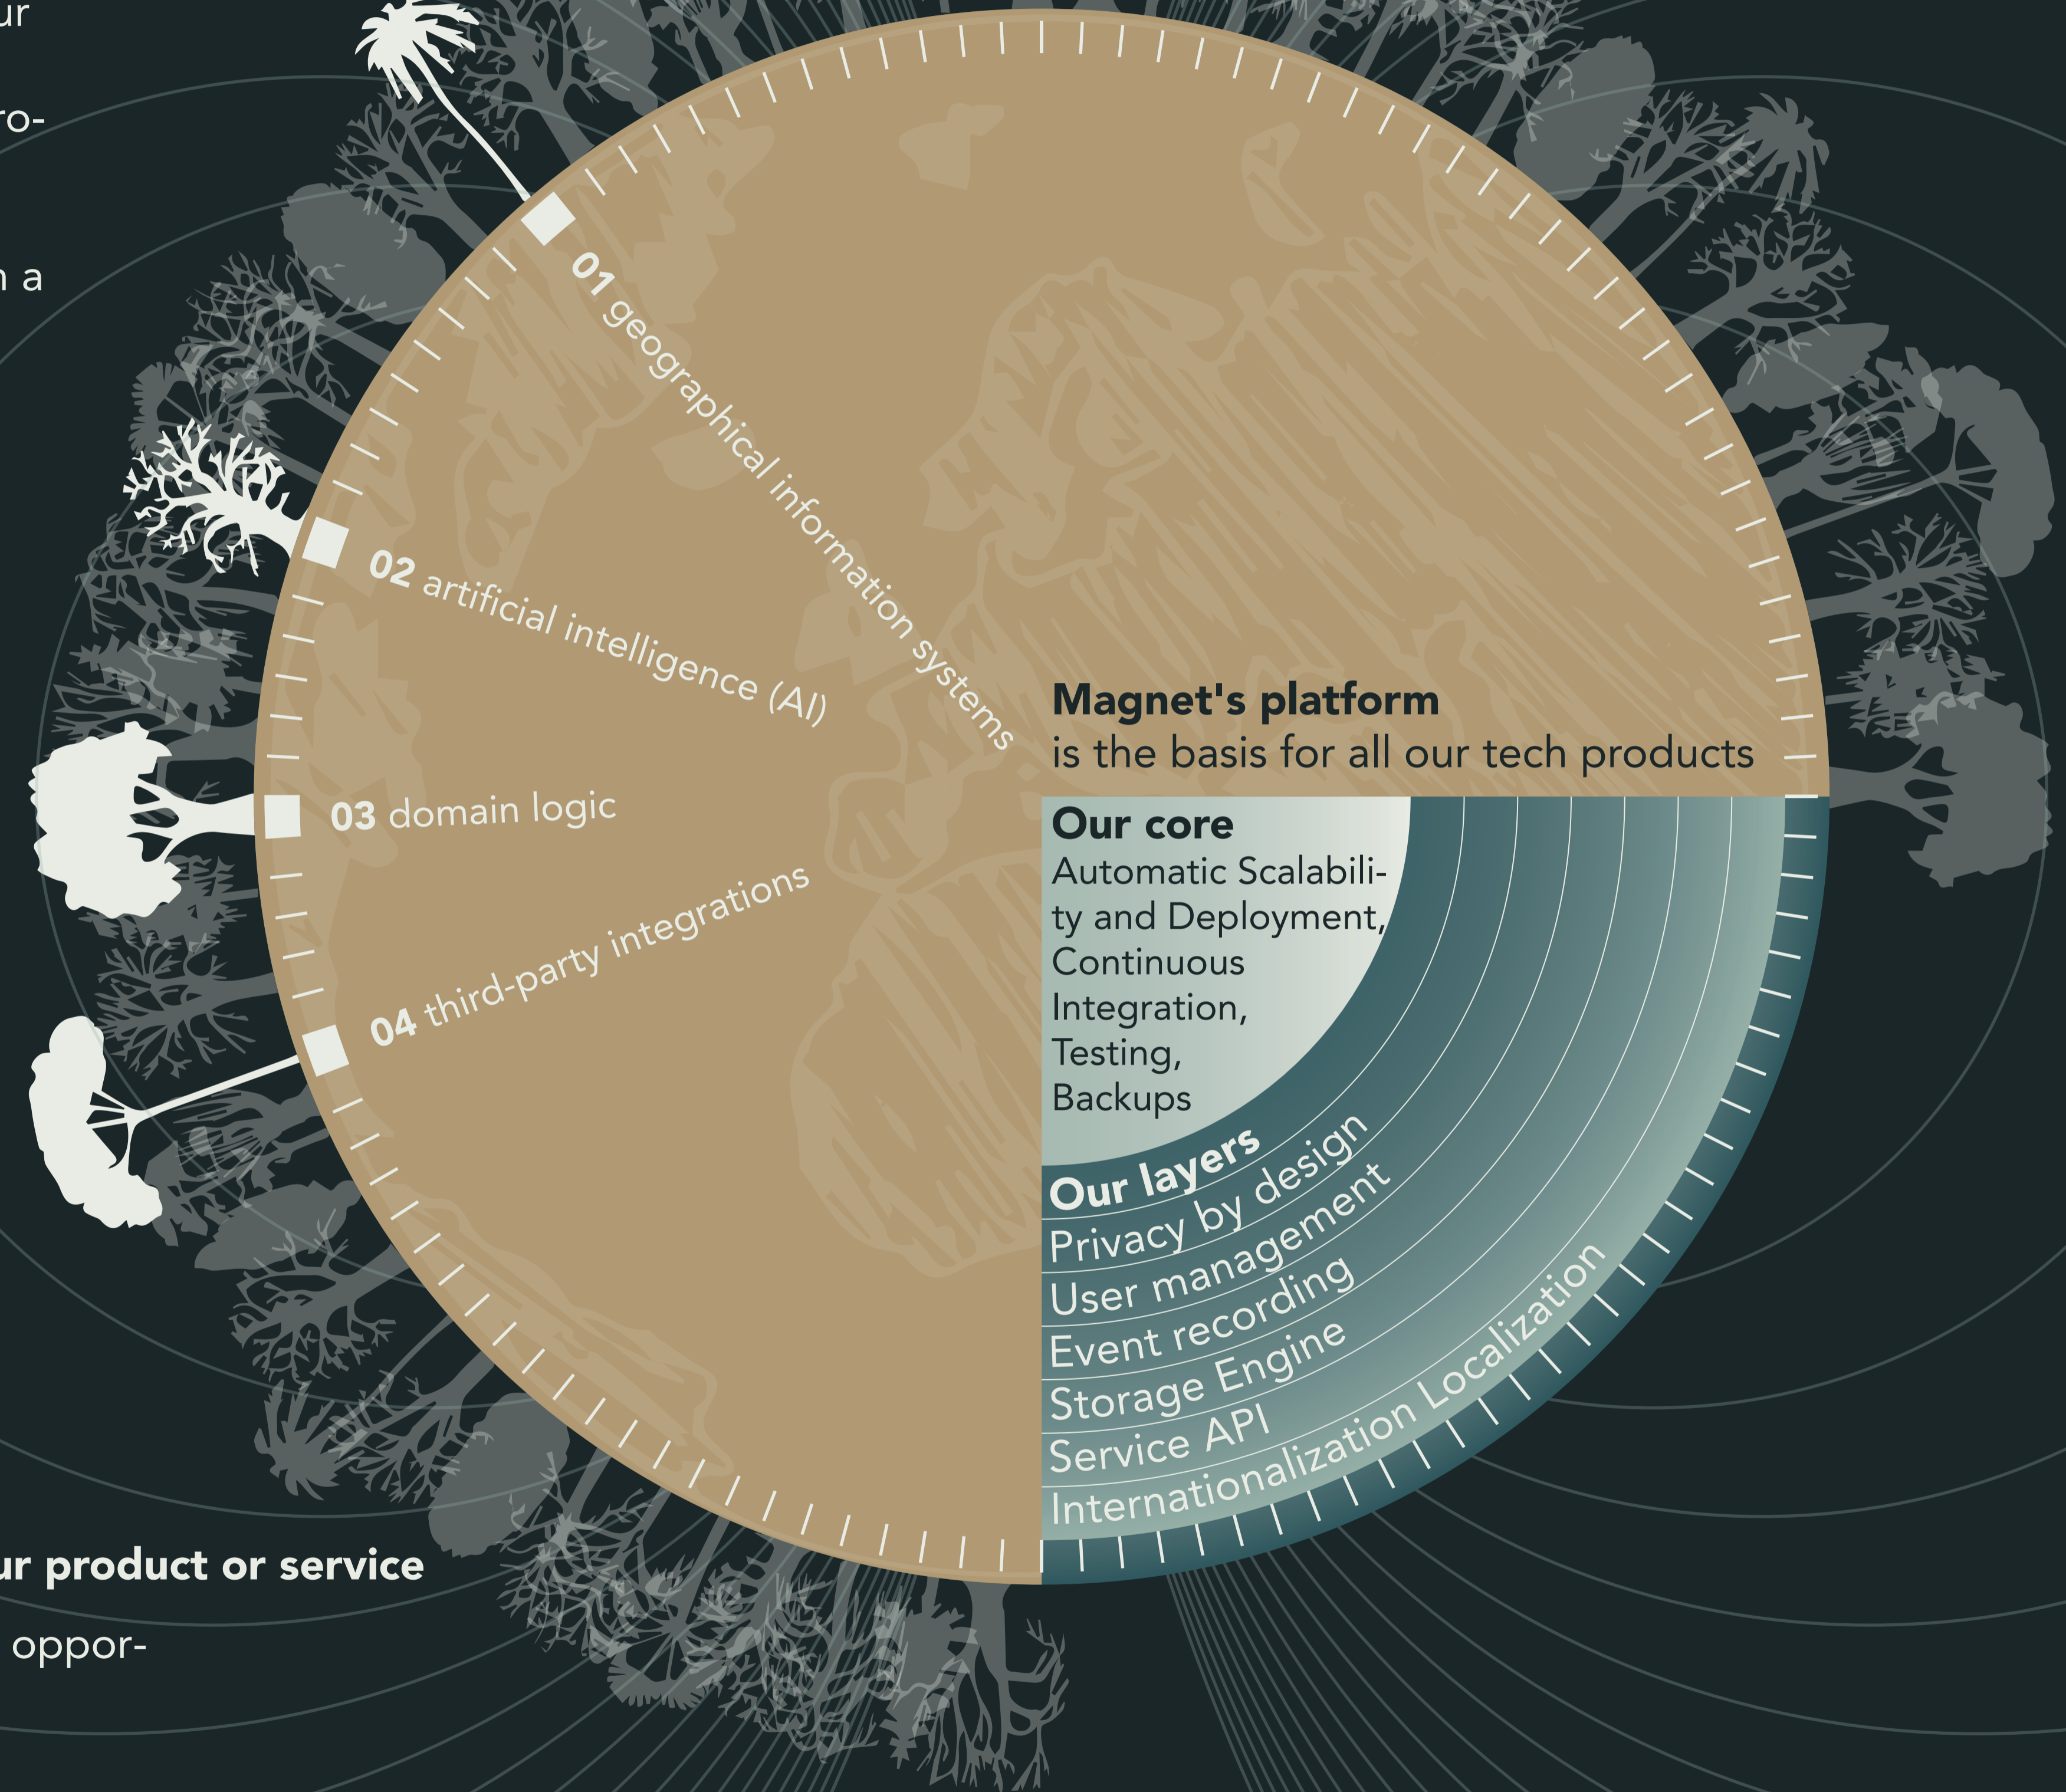 ur
ro-
n a
01 geographical information systems
02 artificial intelligence (AI)
03 domain logic
04 third-party integrations
Magnet's platform
is the basis for all our tech products
Our core
Automatic Scalabili-
ty and Deployment,
Continuous
Integration,
Testing,
Backups
Our layers
Privacy by design
User management
Event recording
Storage Engine
Service API
Internationalization Localization
ur product or service
oppor-